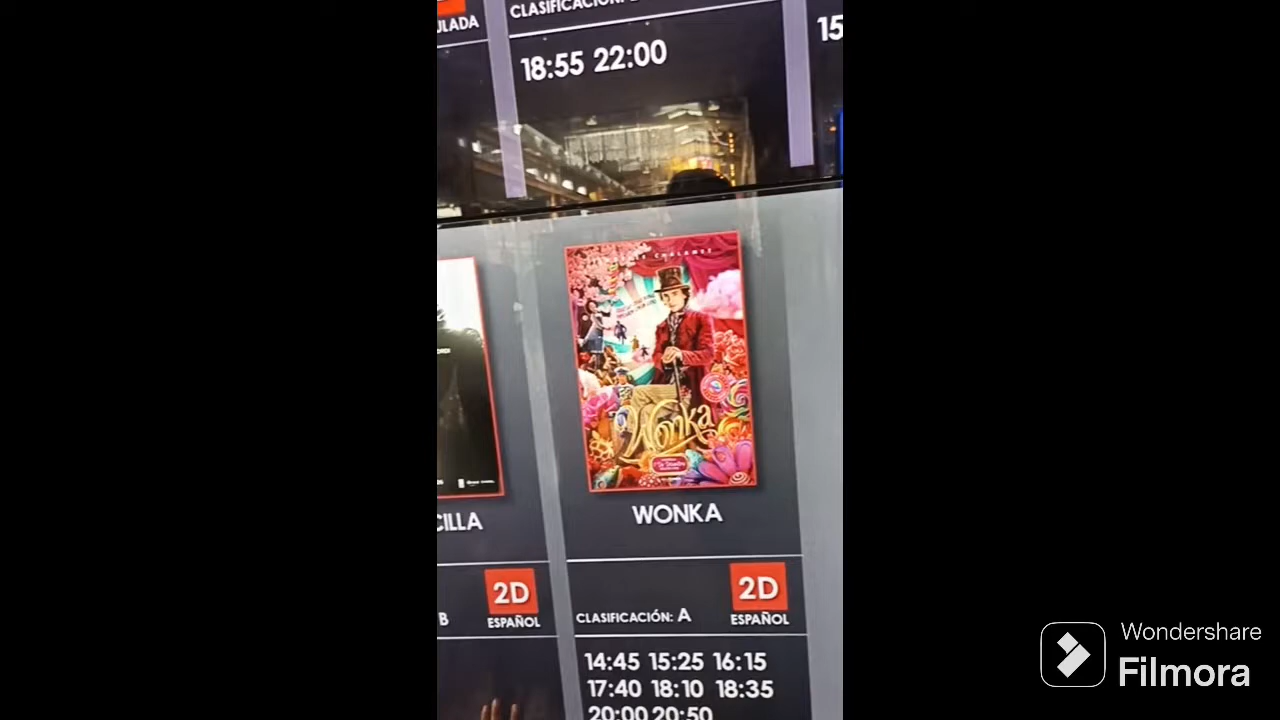 ULADA
CLASIFICACIÓN:
18:55 22:00
15
Wonka
CILLA
WONKA
B
2D
ESPAÑOL
CLASIFICACIÓN: A
2D
ESPAÑOL
14:45 15:25 16:15
17:40 18:10 18:35
20:00 20:50
Wondershare
Filmora